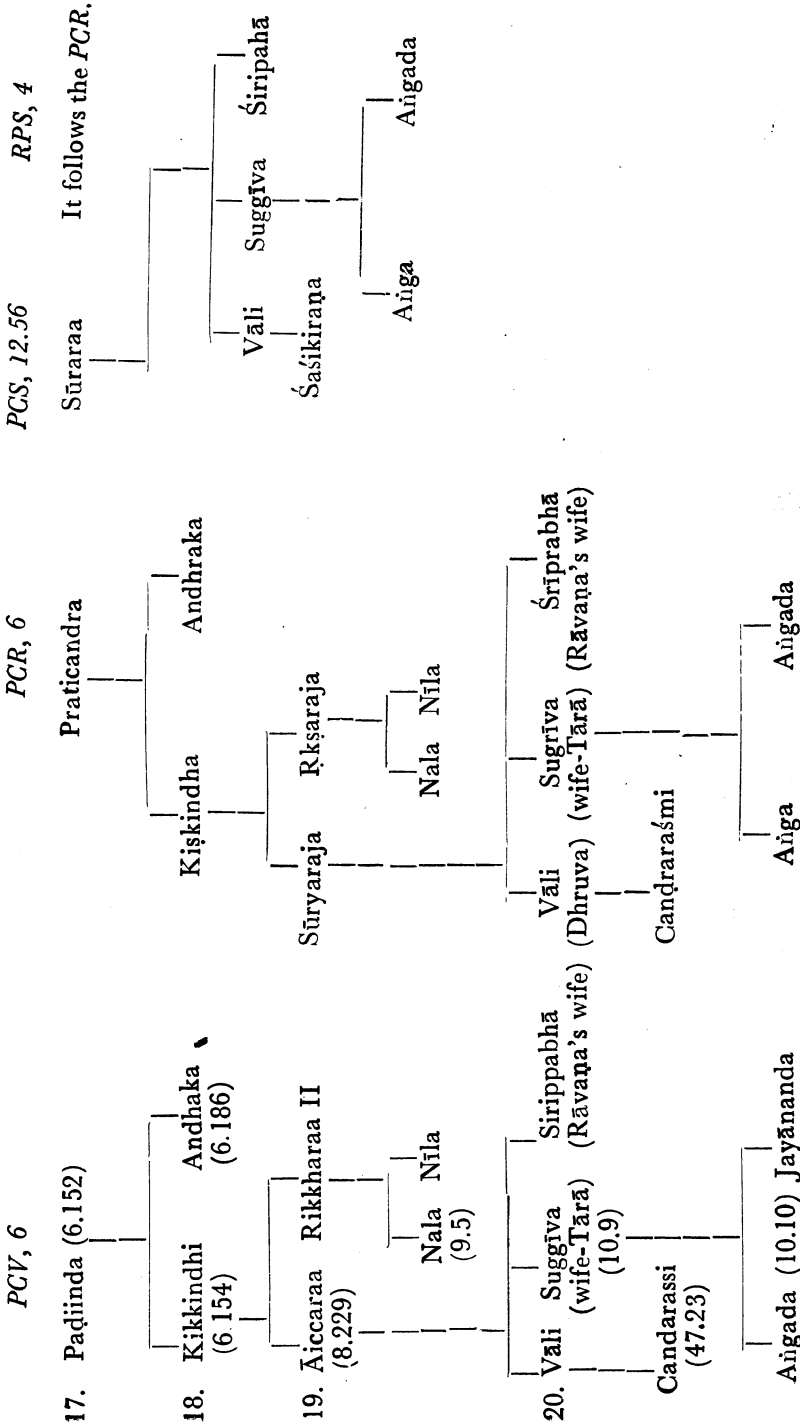 PCV, 6 PCR, 6 PCS, 12.56 RPS, 4
17. Paḍiinda (6.152) Praticandra Sūraraa It follows the PCR.
18. Kikkindhi Andhaka Kiṣkindha Andhraka
(6.154) (6.186)
Vāli Suggīva Śiripahā
19. Āiccaraa Rikkharaa II Sūryaraja Ṛkṣaraja Śaśikiraṇa
(8.229)
Aṅga Aṅgada
Nala Nīla Nala Nīla
(9.5)
20. Vāli Suggīva Sirippabhā Vāli Sugrīva Śrīprabhā
(wife-Tārā) (Rāvaṇa's wife) (Dhruva) (wife-Tārā) (Rāvaṇa's wife)
(10.9)
Candarassi Candraraśmi
(47.23)
Aṅgada (10.10) Jayānanda Aṅga Aṅgada